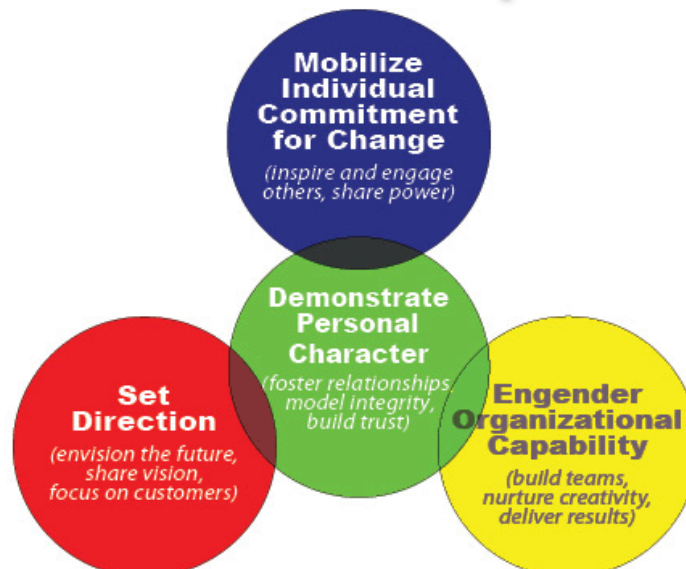 Mobilize
Individual
Commitment
for Change
(inspire and engage
others, share power)
Demonstrate
Personal
Character
(foster relationships,
model integrity,
build trust)
Set
Direction
(envision the future,
share vision,
focus on customers)
Engender
Organizational
Capability
(build teams,
nurture creativity,
deliver results)